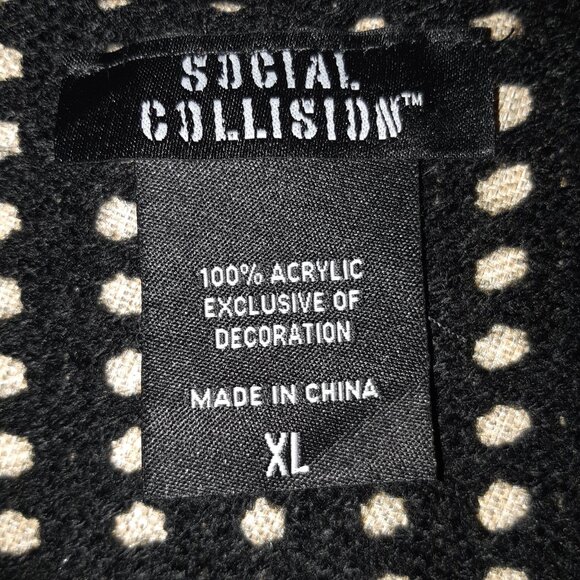 SOCIAL
COLLISION™
100% ACRYLIC
EXCLUSIVE OF
DECORATION
MADE IN CHINA
XL